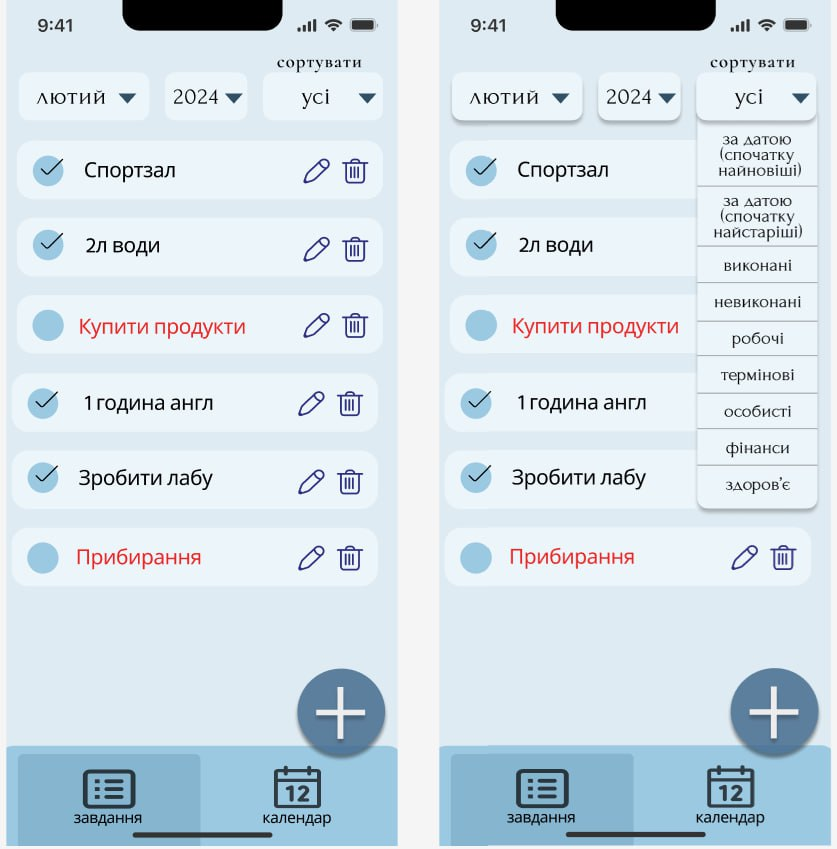 9:41
сортувати
лютий
2024
усі
Спортзал
2л води
Купити продукти
1 година англ
Зробити лабу
Прибирання
12
завдання
календар
9:41
сортувати
лютий
2024
усі
за датою
(спочатку
найновіші)
за датою
(спочатку
найстаріші)
виконані
невиконані
робочі
термінові
особисті
фінанси
здоров’є
Спортзал
2л води
Купити продукти
1 година англ
Зробити лабу
Прибирання
12
завдання
календар